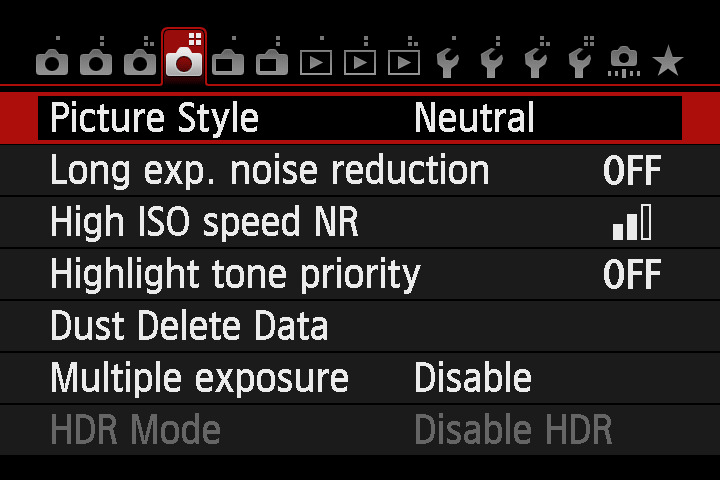 Picture Style Neutral
Long exp. noise reduction OFF
High ISO speed NR
Highlight tone priority OFF
Dust Delete Data
Multiple exposure Disable
HDR Mode Disable HDR